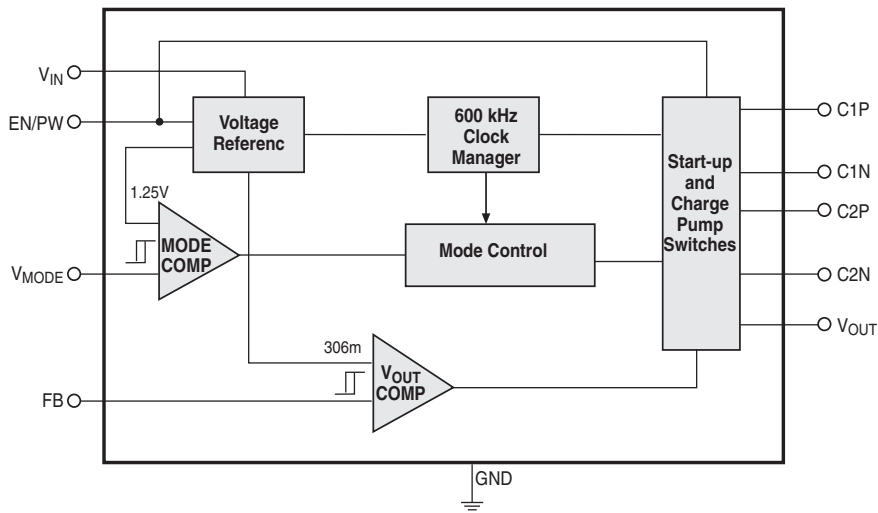 V_IN
EN/PW
Voltage
Referenc
600 kHz
Clock
Manager
Start-up
and
Charge
Pump
Switches
C1P
C1N
C2P
C2N
V_OUT
1.25V
MODE
COMP
V_MODE
Mode Control
306m
V_OUT
COMP
FB
GND